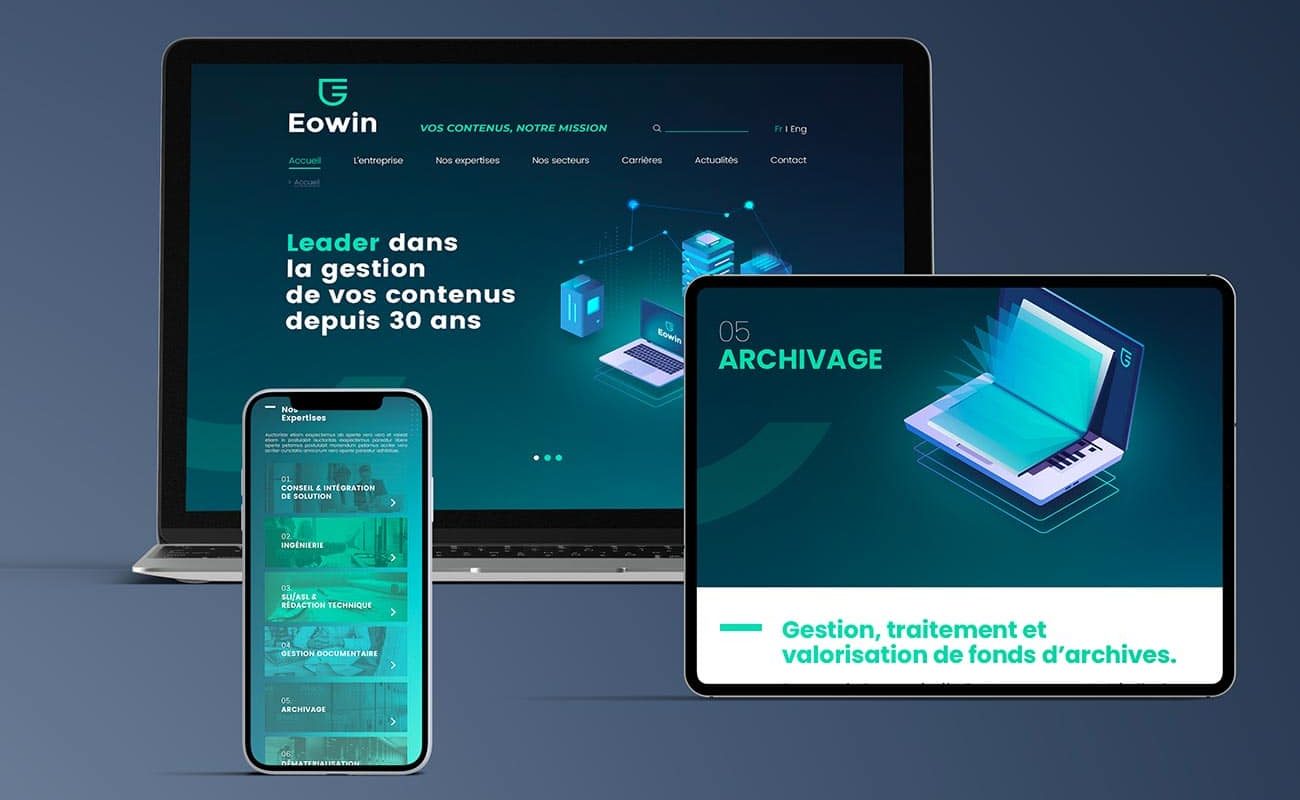 Eowin
VOS CONTENUS, NOTRE MISSION
Fr I Eng
Accueil
L'entreprise
Nos expertises
Nos secteurs
Carrières
Actualités
Contact
> Accueil
Leader dans
la gestion
de vos contenus
depuis 30 ans
Eowin
Nos
Expertises
01.
CONSEIL & INTÉGRATION
DE SOLUTION
02.
INGÉNIERIE
03.
SLI/ASL &
RÉDACTION TECHNIQUE
04.
GESTION DOCUMENTAIRE
05.
ARCHIVAGE
06.
DÉMATÉRIALISATION
05
ARCHIVAGE
Gestion, traitement et
valorisation de fonds d'archives.